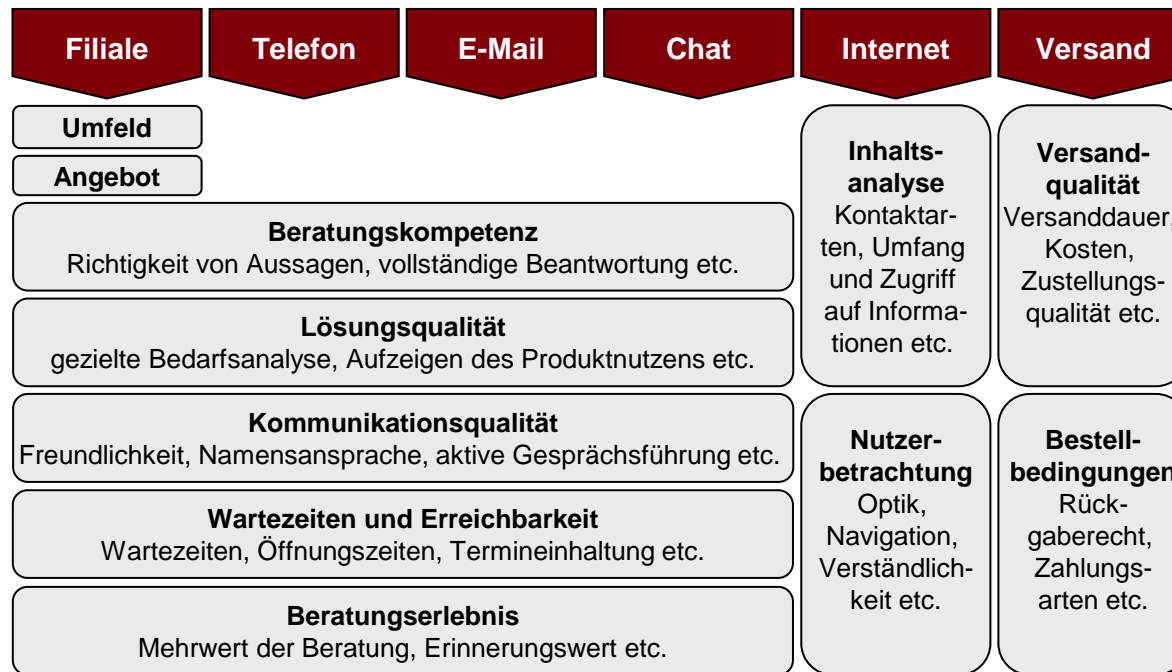 Filiale
Telefon
E-Mail
Chat
Internet
Versand
Umfeld
Angebot
Beratungskompetenz
Richtigkeit von Aussagen, vollständige Beantwortung etc.
Lösungsqualität
gezielte Bedarfsanalyse, Aufzeigen des Produktnutzens etc.
Kommunikationsqualität
Freundlichkeit, Namensansprache, aktive Gesprächsführung etc.
Wartezeiten und Erreichbarkeit
Wartezeiten, Öffnungszeiten, Termineinhaltung etc.
Beratungserlebnis
Mehrwert der Beratung, Erinnerungswert etc.
Inhalts-
analyse
Kontaktar-
ten, Umfang
und Zugriff
auf Informa-
tionen etc.
Nutzer-
betrachtung
Optik,
Navigation,
Verständlich-
keit etc.
Versand-
qualität
Versanddauer,
Kosten,
Zustellungs-
qualität etc.
Bestell-
bedingungen
Rück-
gaberecht,
Zahlungs-
arten etc.